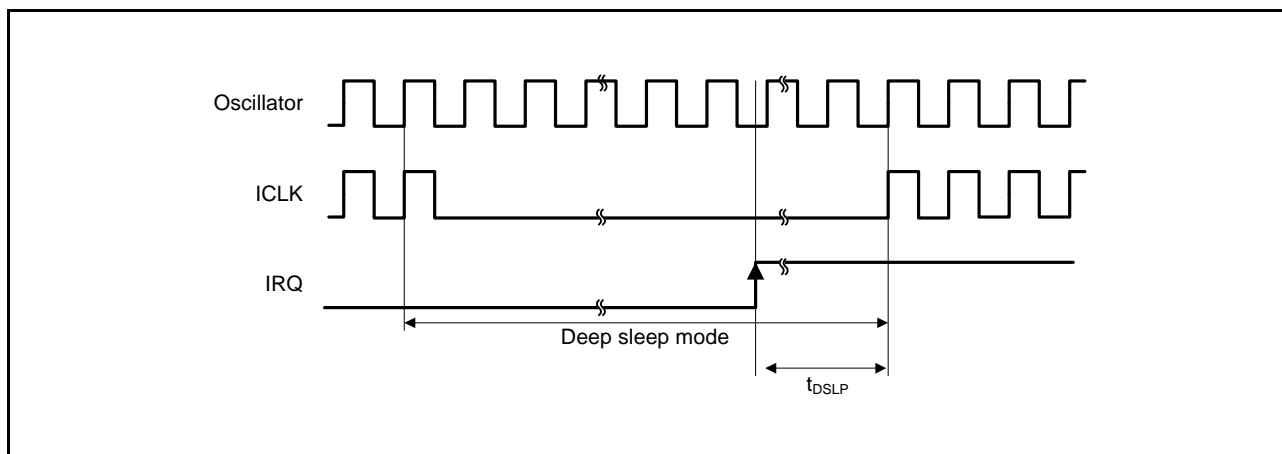 Oscillator
ICLK
IRQ
Deep sleep mode
tDSLP